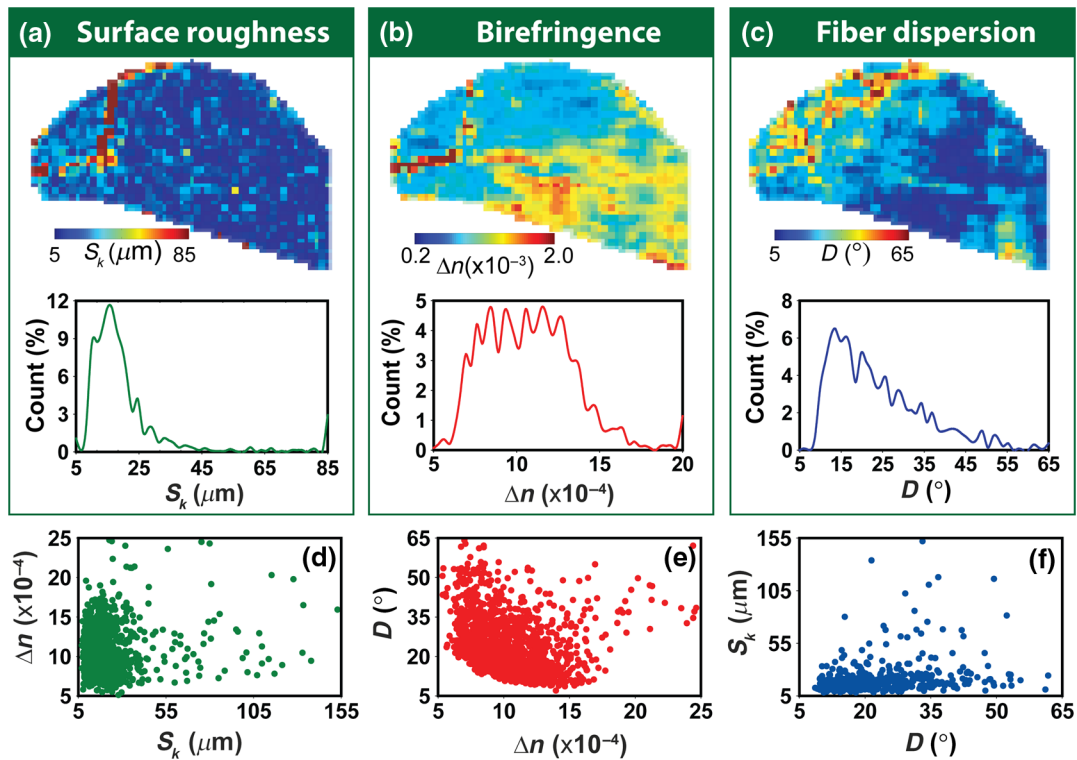 (a) Surface roughness
(b) Birefringence
(c) Fiber dispersion
5 Sₖ (μm) 85
0.2 Δn(x10⁻³) 2.0
5 D (°) 65
12
9
6
3
0
Count (%)
5 25 45 65 85
Sₖ (μm)
5
4
3
2
1
0
Count (%)
5 10 15 20
Δn (x10⁻⁴)
8
6
4
2
0
Count (%)
5 15 25 35 45 55 65
D (°)
(d)
25
20
15
10
5
Δn (x10⁻⁴)
5 55 105 155
Sₖ (μm)
(e)
65
50
35
20
5
D (°)
5 10 15 20 25
Δn (x10⁻⁴)
(f)
155
105
55
5
Sₖ (μm)
5 20 35 50 65
D (°)